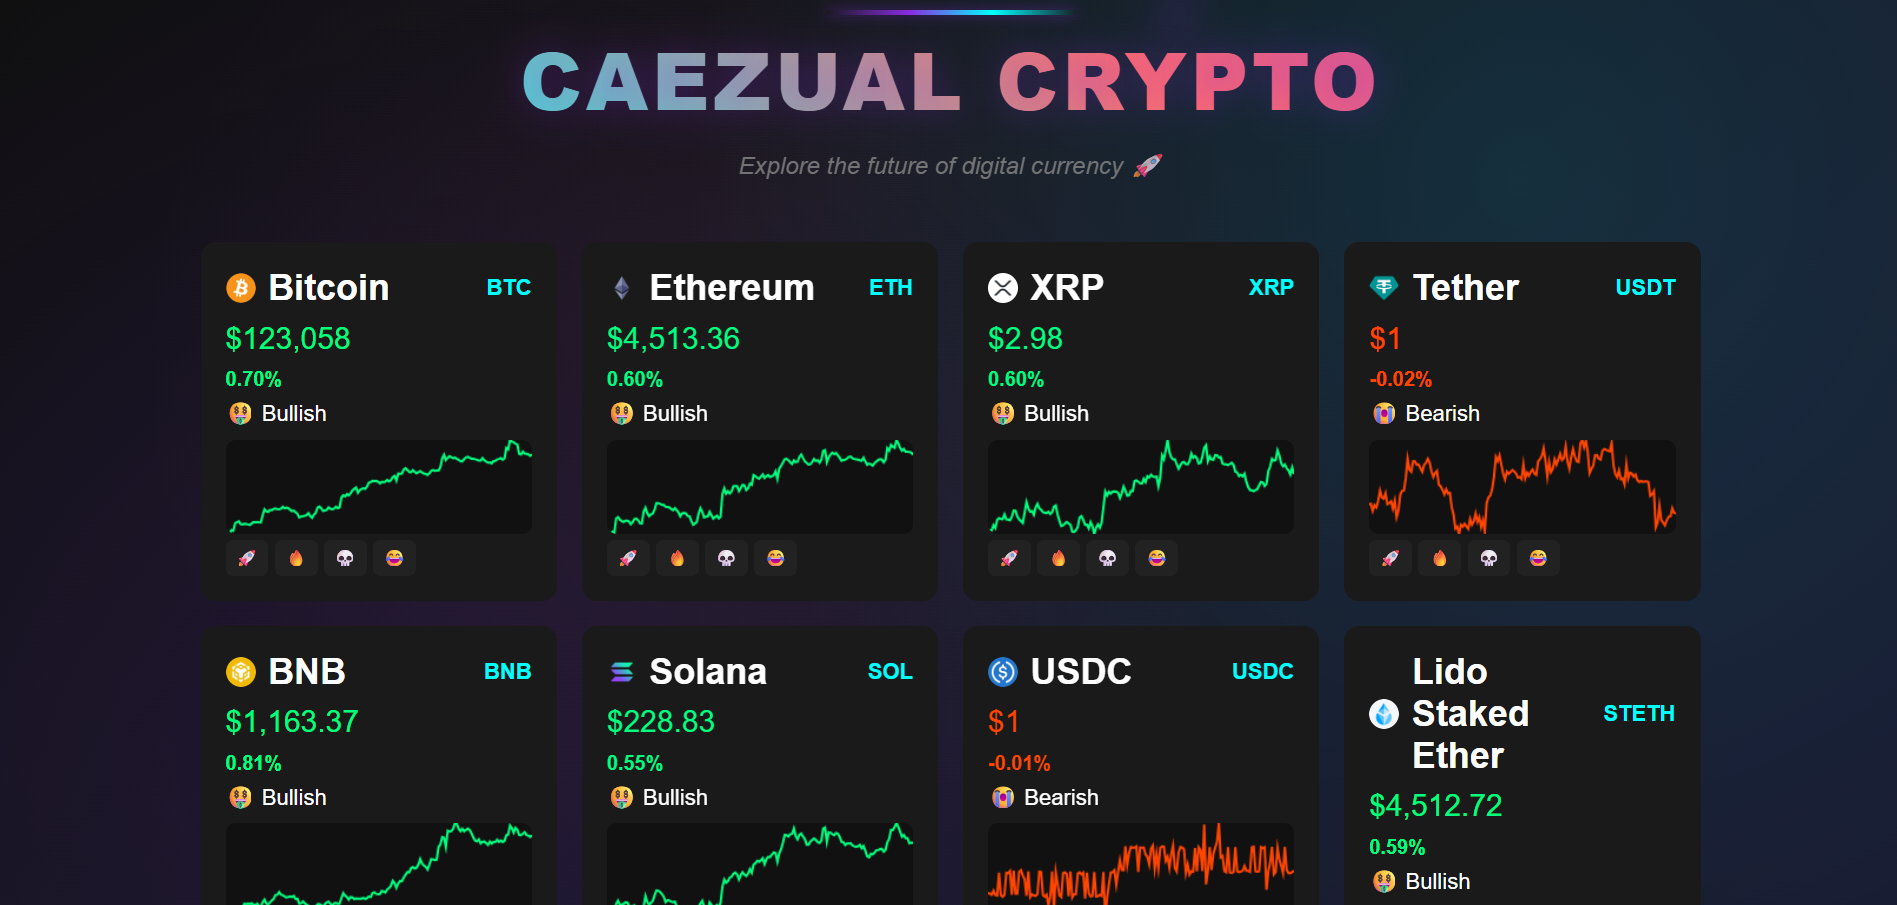 CAEZUAL CRYPTO
Explore the future of digital currency 🚀
Bitcoin BTC
$123,058
0.70%
🤑 Bullish
🚀 🔥 💀 😂
Ethereum ETH
$4,513.36
0.60%
🤑 Bullish
🚀 🔥 💀 😂
XRP XRP
$2.98
0.60%
🤑 Bullish
🚀 🔥 💀 😂
Tether USDT
$1
-0.02%
😭 Bearish
🚀 🔥 💀 😂
BNB BNB
$1,163.37
0.81%
🤑 Bullish
Solana SOL
$228.83
0.55%
🤑 Bullish
USDC USDC
$1
-0.01%
😭 Bearish
Lido
Staked STETH
Ether
$4,512.72
0.59%
🤑 Bullish